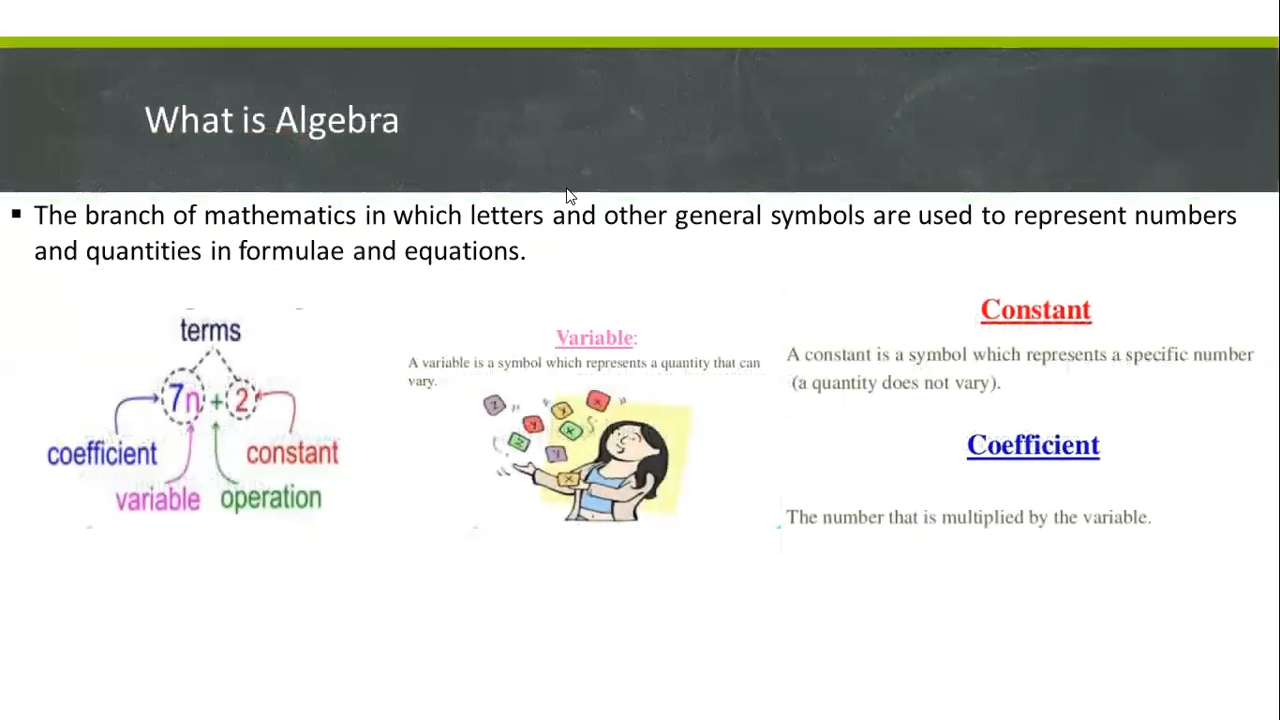 What is Algebra
▪ The branch of mathematics in which letters and other general symbols are used to represent numbers
and quantities in formulae and equations.
terms
7n + 2
coefficient
constant
variable
operation
Variable:
A variable is a symbol which represents a quantity that can
vary.
Constant
A constant is a symbol which represents a specific number
(a quantity does not vary).
Coefficient
The number that is multiplied by the variable.